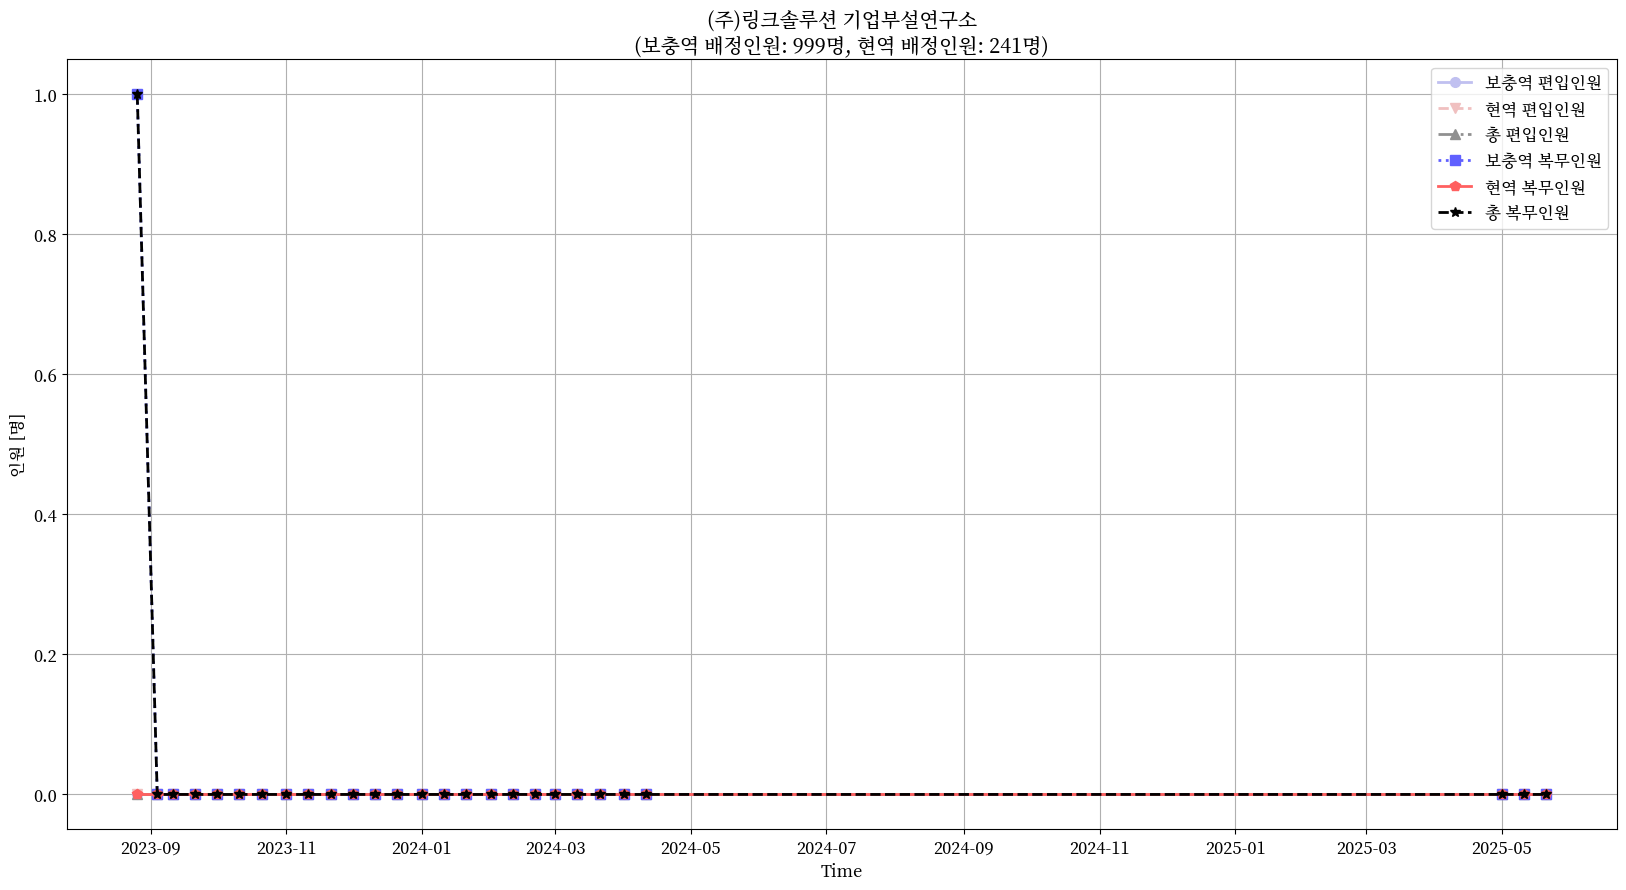 (주)링크솔루션 기업부설연구소
(보충역 배정인원: 999명, 현역 배정인원: 241명)
보충역 편입인원
현역 편입인원
총 편입인원
보충역 복무인원
현역 복무인원
총 복무인원
1.0
0.8
0.6
0.4
0.2
0.0
인원 [명]
2023-09 2023-11 2024-01 2024-03 2024-05 2024-07 2024-09 2024-11 2025-01 2025-03 2025-05
Time